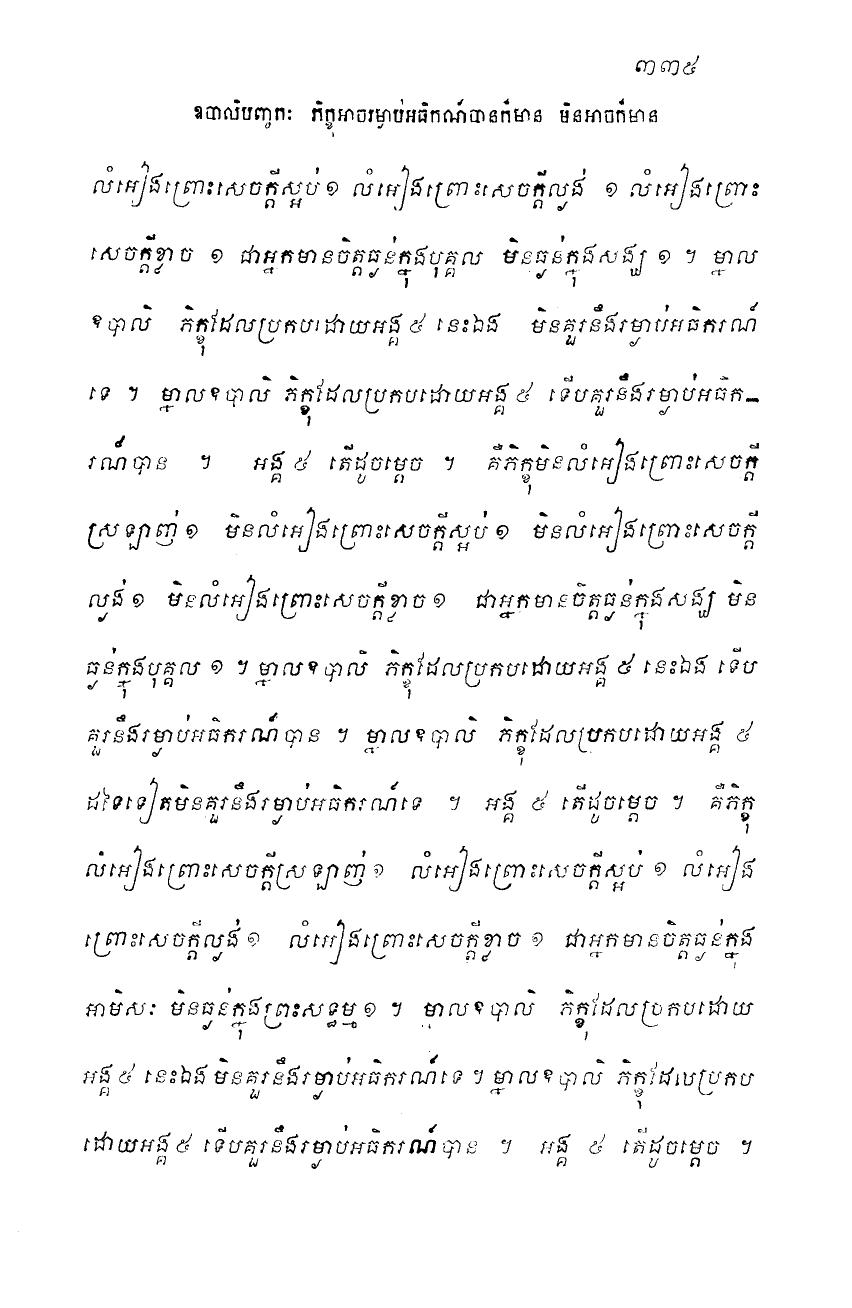 ៣៣៥
ឧបាលិបញ្ចកៈ ភិក្ខុអាចរម្ងាប់អធិករណ៍បានក៏មាន មិនអាចក៏មាន
លំអៀងព្រោះសេចក្តីស្អប់ ១ លំអៀងព្រោះសេចក្តីល្ងង់ ១ លំអៀងព្រោះ
សេចក្តីខ្លាច ១ ជាអ្នកមានចិត្តធ្ងន់ក្នុងបុគ្គល មិនធ្ងន់ក្នុងសង្ឃ ១ ។ ម្នាល
ឧបាលិ ភិក្ខុដែលប្រកបដោយអង្គ ៥ នេះឯង មិនគួរនឹងរម្ងាប់អធិករណ៍
ទេ ។ ម្នាលឧបាលិ ភិក្ខុដែលប្រកបដោយអង្គ ៥ ទើបគួរនឹងរម្ងាប់អធិក-
រណ៍បាន ។ អង្គ ៥ តើដូចម្តេច ។ គឺភិក្ខុមិនលំអៀងព្រោះសេចក្តី
ស្រឡាញ់ ១ មិនលំអៀងព្រោះសេចក្តីស្អប់ ១ មិនលំអៀងព្រោះសេចក្តី
ល្ងង់ ១ មិនលំអៀងព្រោះសេចក្តីខ្លាច ១ ជាអ្នកមានចិត្តធ្ងន់ក្នុងសង្ឃ មិន
ធ្ងន់ក្នុងបុគ្គល ១ ។ ម្នាលឧបាលិ ភិក្ខុដែលប្រកបដោយអង្គ ៥ នេះឯង ទើប
គួរនឹងរម្ងាប់អធិករណ៍បាន ។ ម្នាលឧបាលិ ភិក្ខុដែលប្រកបដោយអង្គ ៥
ដទៃទៀតមិនគួរនឹងរម្ងាប់អធិករណ៍ទេ ។ អង្គ ៥ តើដូចម្តេច ។ គឺភិក្ខុ
លំអៀងព្រោះសេចក្តីស្រឡាញ់ ១ លំអៀងព្រោះសេចក្តីស្អប់ ១ លំអៀង
ព្រោះសេចក្តីល្ងង់ ១ លំអៀងព្រោះសេចក្តីខ្លាច ១ ជាអ្នកមានចិត្តធ្ងន់ក្នុង
អាមិសៈ មិនធ្ងន់ក្នុងព្រះសទ្ធម្ម ១ ។ ម្នាលឧបាលិ ភិក្ខុដែលប្រកបដោយ
អង្គ ៥ នេះឯង មិនគួរនឹងរម្ងាប់អធិករណ៍ទេ ។ ម្នាលឧបាលិ ភិក្ខុដែលប្រកប
ដោយអង្គ ៥ ទើបគួរនឹងរម្ងាប់អធិករណ៍បាន ។ អង្គ ៥ តើដូចម្តេច ។